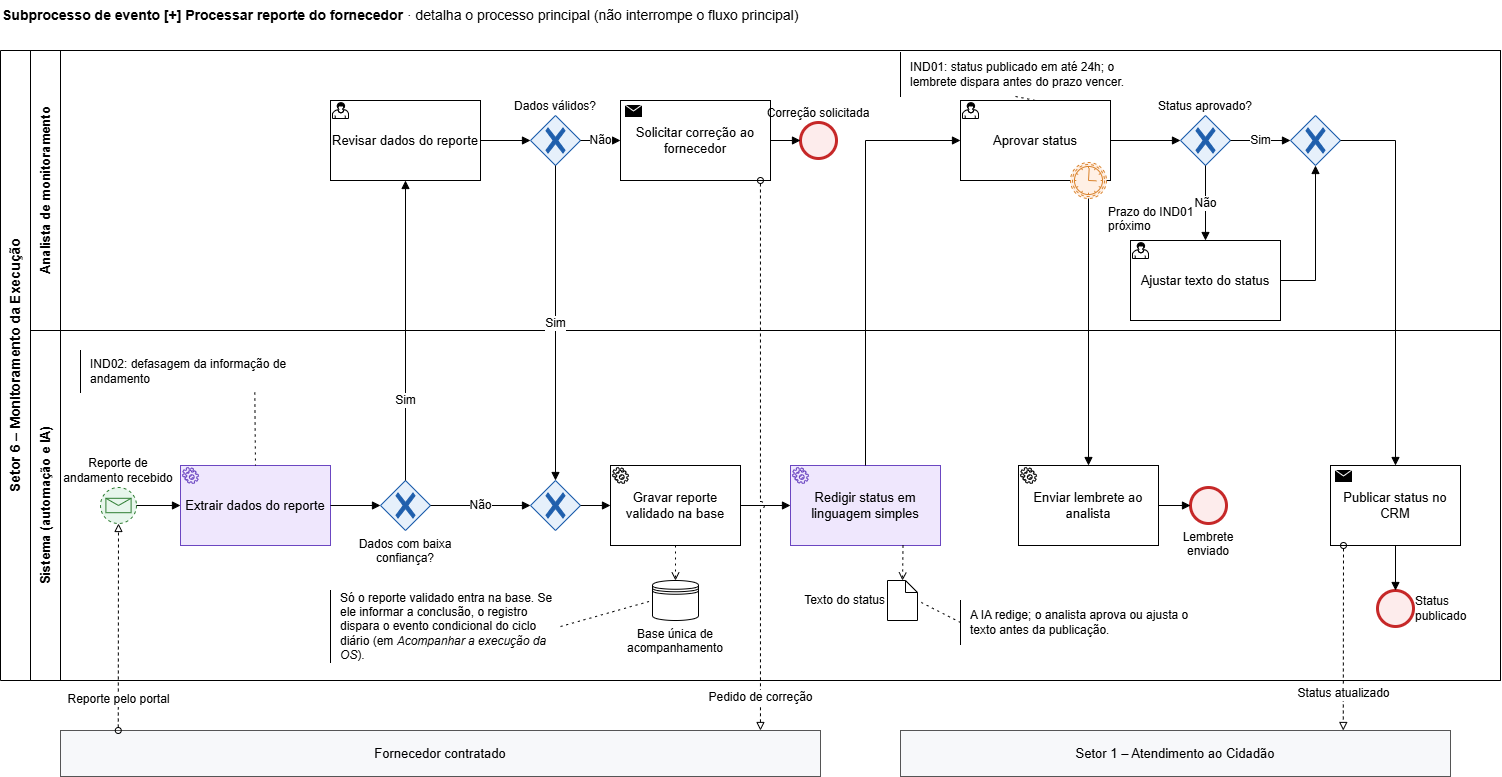 Subprocesso de evento [+] Processar reporte do fornecedor · detalha o processo principal (não interrompe o fluxo principal)
Setor 6 – Monitoramento da Execução
Analista de monitoramento
IND01: status publicado em até 24h; o
lembrete dispara antes do prazo vencer.
Revisar dados do reporte
Dados válidos?
Não
Solicitar correção ao
fornecedor
Correção solicitada
Aprovar status
Status aprovado?
Sim
Não
Prazo do IND01
próximo
Ajustar texto do status
Sim
Sistema (automação e IA)
IND02: defasagem da informação de
andamento
Sim
Reporte de
andamento recebido
Extrair dados do reporte
Dados com baixa
confiança?
Não
Gravar reporte
validado na base
Redigir status em
linguagem simples
Enviar lembrete ao
analista
Lembrete
enviado
Publicar status no
CRM
Só o reporte validado entra na base. Se
ele informar a conclusão, o registro
dispara o evento condicional do ciclo
diário (em Acompanhar a execução da
OS).
Base única de
acompanhamento
Texto do status
A IA redige; o analista aprova ou ajusta o
texto antes da publicação.
Status
publicado
Reporte pelo portal
Pedido de correção
Status atualizado
Fornecedor contratado
Setor 1 – Atendimento ao Cidadão